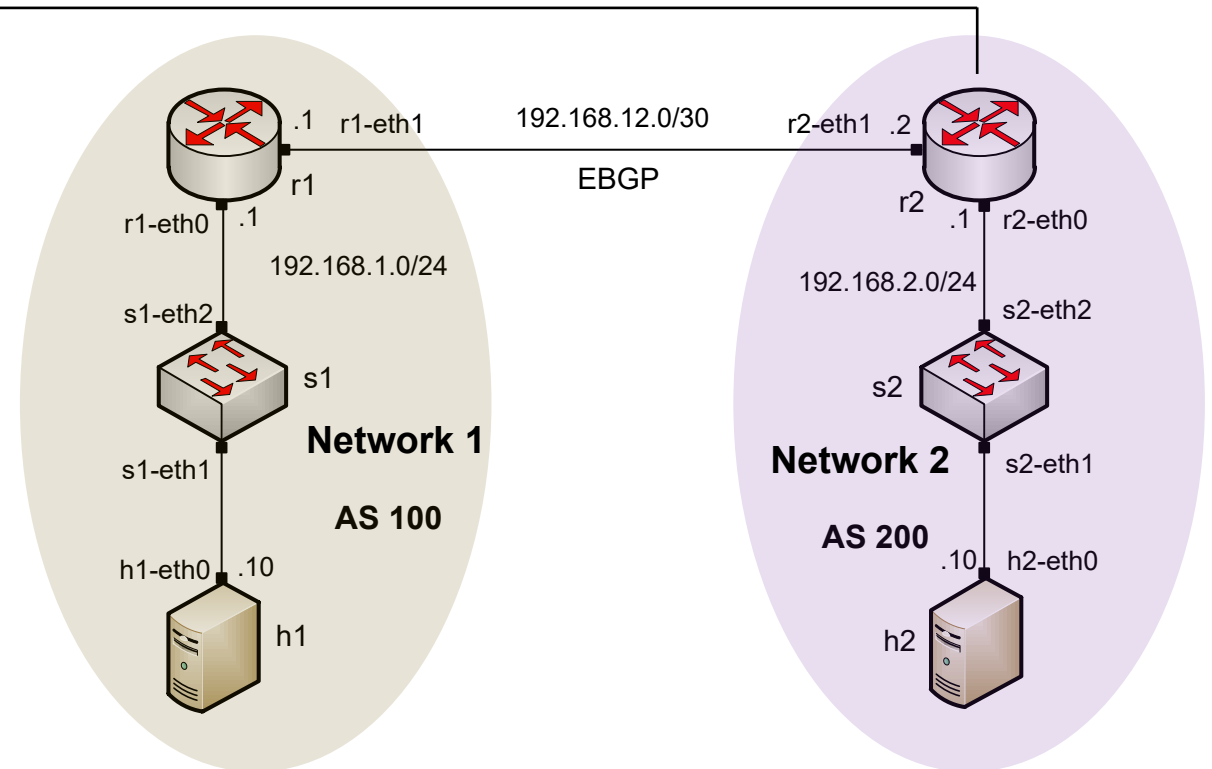 .1 r1-eth1 192.168.12.0/30 r2-eth1 .2
EBGP
r1
r2
r1-eth0 .1
.1 r2-eth0
192.168.1.0/24
192.168.2.0/24
s1-eth2
s2-eth2
s1
s2
Network 1
Network 2
s1-eth1
s2-eth1
AS 100
AS 200
h1-eth0 .10
.10 h2-eth0
h1
h2